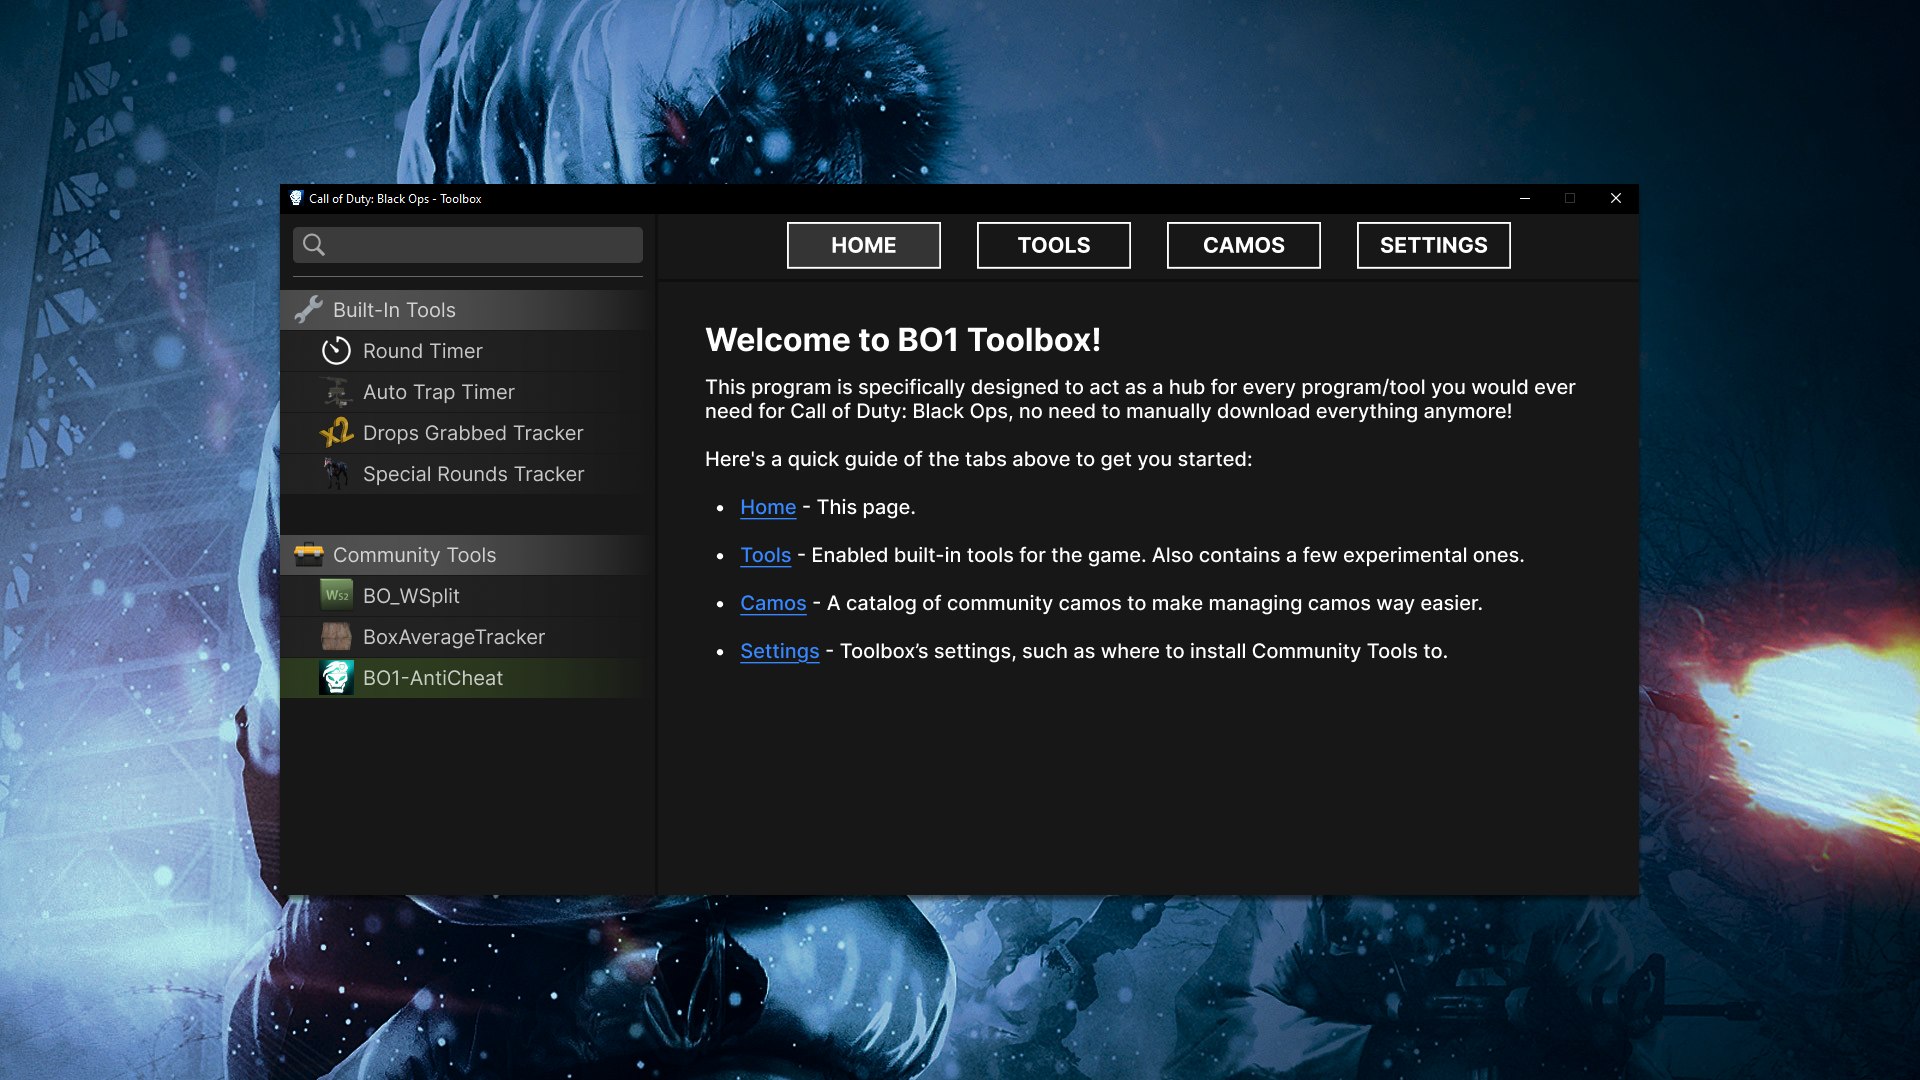 Call of Duty: Black Ops - Toolbox
HOME
TOOLS
CAMOS
SETTINGS
Built-In Tools
Round Timer
Auto Trap Timer
x2
Drops Grabbed Tracker
Special Rounds Tracker
Community Tools
WS2
BO_WSplit
BoxAverageTracker
BO1-AntiCheat
Welcome to BO1 Toolbox!
This program is specifically designed to act as a hub for every program/tool you would ever
need for Call of Duty: Black Ops, no need to manually download everything anymore!
Here's a quick guide of the tabs above to get you started:
• Home - This page.
• Tools - Enabled built-in tools for the game. Also contains a few experimental ones.
• Camos - A catalog of community camos to make managing camos way easier.
• Settings - Toolbox’s settings, such as where to install Community Tools to.